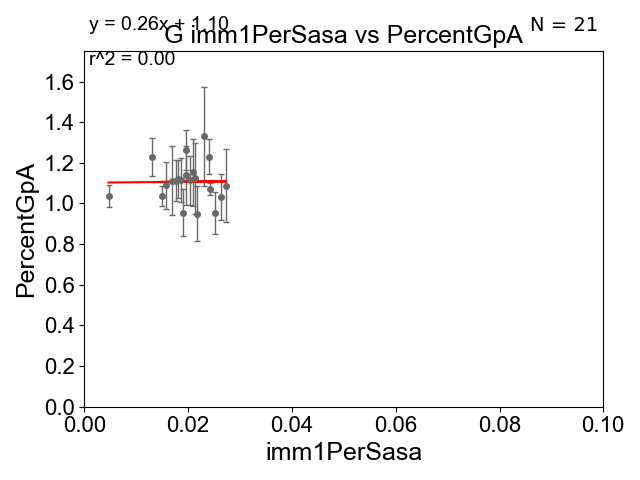 y = 0.26x + 1.10
N = 21
G imm1PerSasa vs PercentGpA
r^2 = 0.00
PercentGpA
1.6
1.4
1.2
1.0
0.8
0.6
0.4
0.2
0.0
0.00 0.02 0.04 0.06 0.08 0.10
imm1PerSasa